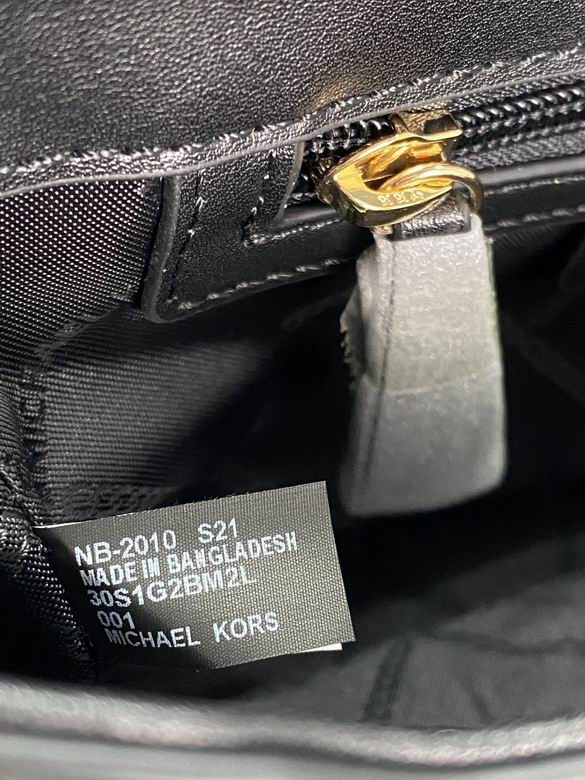 NB-2010 S21
MADE IN BANGLADESH
30S1G2BM2L
001
MICHAEL KORS